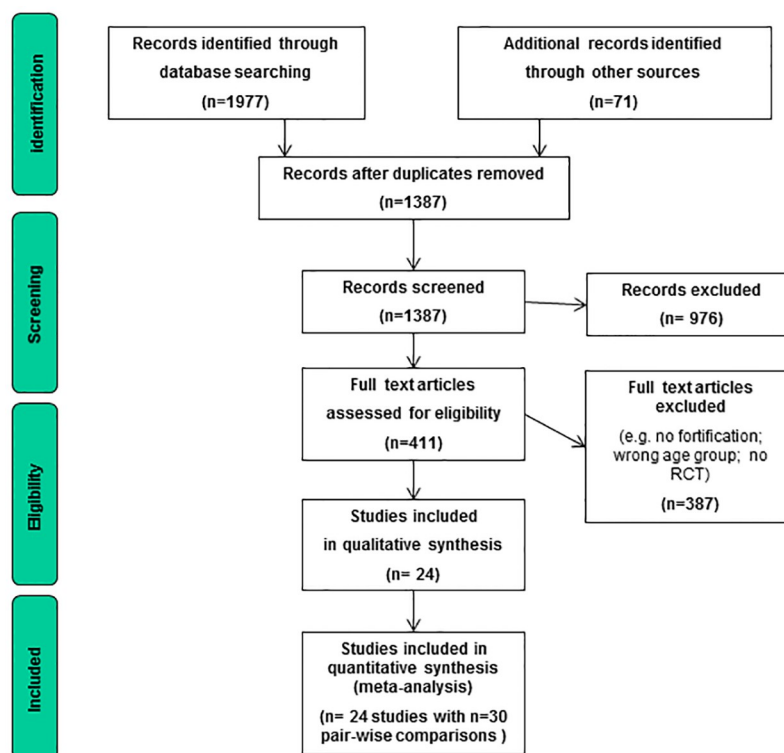 Identification
Records identified through
database searching
(n=1977)
Additional records identified
through other sources
(n=71)
Records after duplicates removed
(n=1387)
Screening
Records screened
(n=1387)
Records excluded
(n= 976)
Eligibility
Full text articles
assessed for eligibility
(n=411)
Full text articles
excluded
(e.g. no fortification;
wrong age group; no
RCT)
(n=387)
Studies included
in qualitative synthesis
(n= 24)
Included
Studies included in
quantitative synthesis
(meta-analysis)
(n= 24 studies with n=30
pair-wise comparisons )